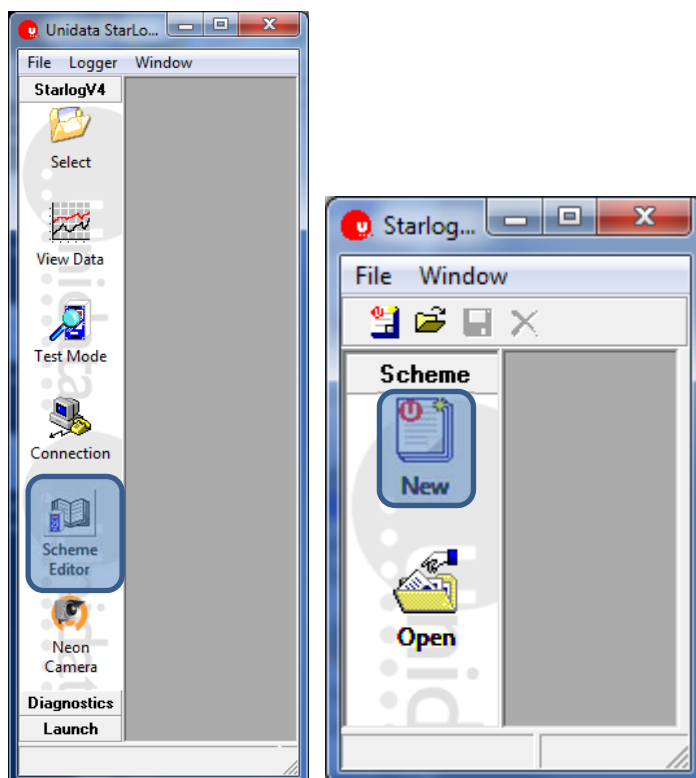 Unidata StarLo...
File Logger Window
StarlogV4
Select
View Data
Test Mode
Connection
Scheme
Editor
Neon
Camera
Diagnostics
Launch
Starlog...
File Window
Scheme
New
Open